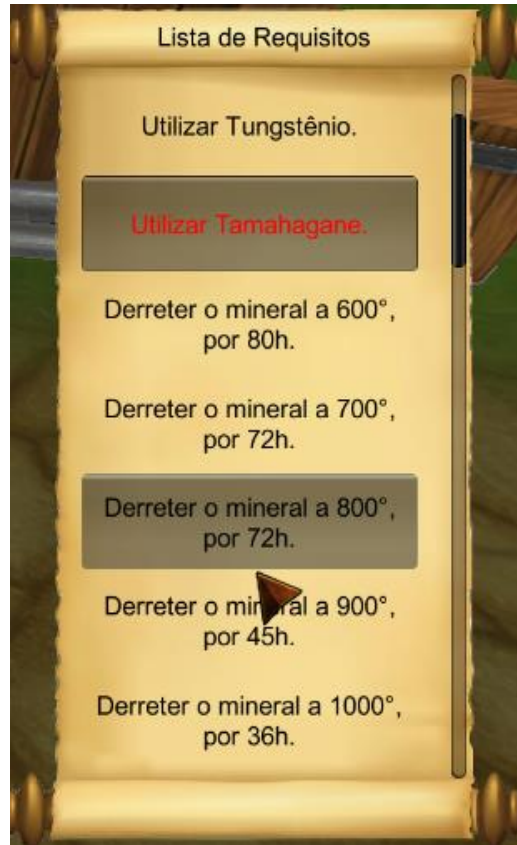 Lista de Requisitos
Utilizar Tungstênio.
Utilizar Tamahagane.
Derreter o mineral a 600°,
por 80h.
Derreter o mineral a 700°,
por 72h.
Derreter o mineral a 800°,
por 72h.
Derreter o mineral a 900°,
por 45h.
Derreter o mineral a 1000°,
por 36h.